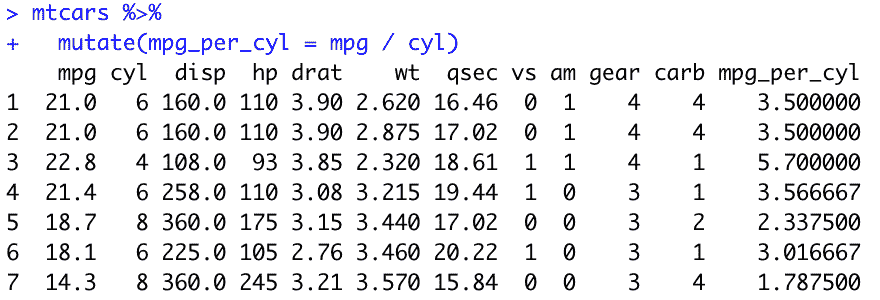 > mtcars %>%
+   mutate(mpg_per_cyl = mpg / cyl)
   mpg cyl  disp  hp drat    wt  qsec vs am gear carb mpg_per_cyl
1 21.0   6 160.0 110 3.90 2.620 16.46  0  1    4    4    3.500000
2 21.0   6 160.0 110 3.90 2.875 17.02  0  1    4    4    3.500000
3 22.8   4 108.0  93 3.85 2.320 18.61  1  1    4    1    5.700000
4 21.4   6 258.0 110 3.08 3.215 19.44  1  0    3    1    3.566667
5 18.7   8 360.0 175 3.15 3.440 17.02  0  0    3    2    2.337500
6 18.1   6 225.0 105 2.76 3.460 20.22  1  0    3    1    3.016667
7 14.3   8 360.0 245 3.21 3.570 15.84  0  0    3    4    1.787500